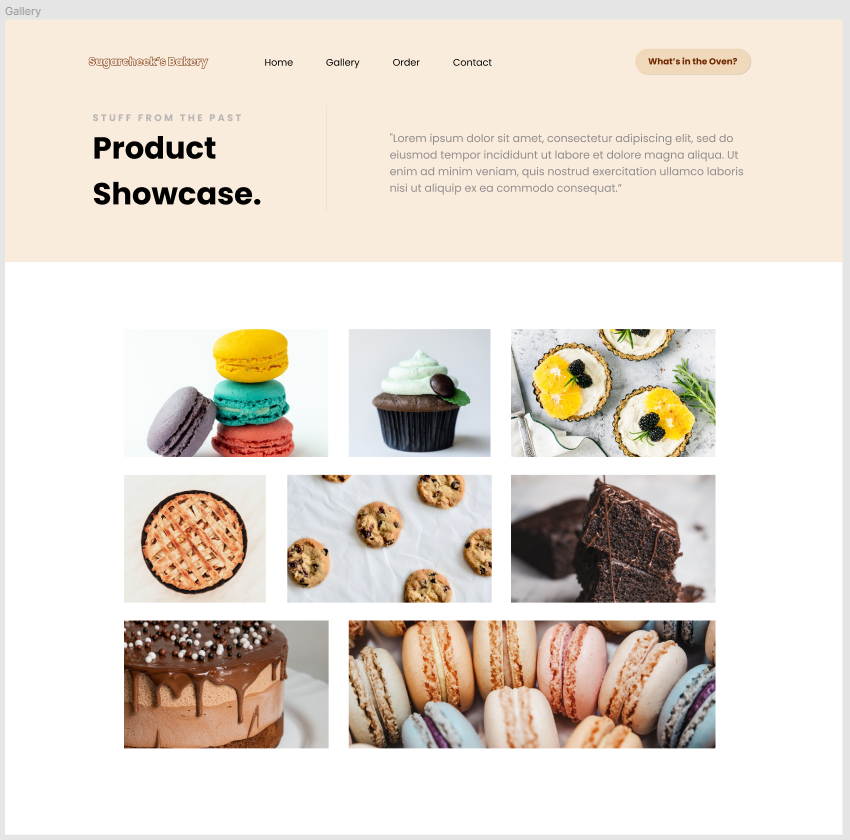 Gallery
Sugarcheek's Bakery
Home
Gallery
Order
Contact
What's in the Oven?
STUFF FROM THE PAST
Product
Showcase.
"Lorem ipsum dolor sit amet, consectetur adipiscing elit, sed do
eiusmod tempor incididunt ut labore et dolore magna aliqua. Ut
enim ad minim veniam, quis nostrud exercitation ullamco laboris
nisi ut aliquip ex ea commodo consequat."